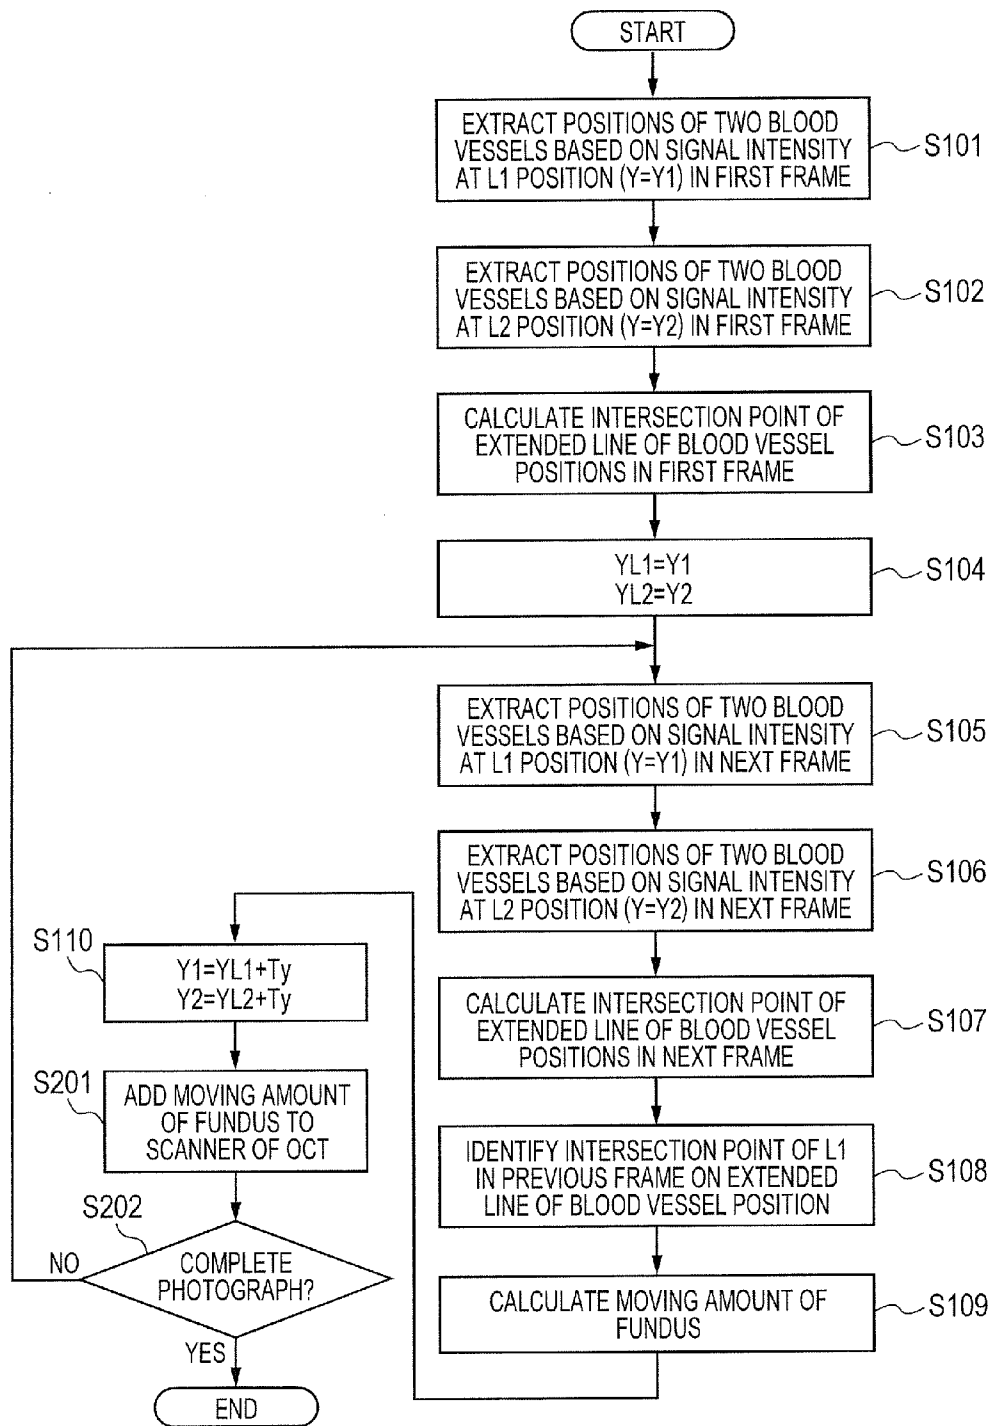 START
EXTRACT POSITIONS OF TWO BLOOD
VESSELS BASED ON SIGNAL INTENSITY
AT L1 POSITION (Y=Y1) IN FIRST FRAME
S101
EXTRACT POSITIONS OF TWO BLOOD
VESSELS BASED ON SIGNAL INTENSITY
AT L2 POSITION (Y=Y2) IN FIRST FRAME
S102
CALCULATE INTERSECTION POINT OF
EXTENDED LINE OF BLOOD VESSEL
POSITIONS IN FIRST FRAME
S103
YL1=Y1
YL2=Y2
S104
EXTRACT POSITIONS OF TWO BLOOD
VESSELS BASED ON SIGNAL INTENSITY
AT L1 POSITION (Y=Y1) IN NEXT FRAME
S105
EXTRACT POSITIONS OF TWO BLOOD
VESSELS BASED ON SIGNAL INTENSITY
AT L2 POSITION (Y=Y2) IN NEXT FRAME
S106
CALCULATE INTERSECTION POINT OF
EXTENDED LINE OF BLOOD VESSEL
POSITIONS IN NEXT FRAME
S107
IDENTIFY INTERSECTION POINT OF L1
IN PREVIOUS FRAME ON EXTENDED
LINE OF BLOOD VESSEL POSITION
S108
CALCULATE MOVING AMOUNT OF
FUNDUS
S109
S110
Y1=YL1+Ty
Y2=YL2+Ty
S201
ADD MOVING AMOUNT
OF FUNDUS TO
SCANNER OF OCT
S202
COMPLETE
PHOTOGRAPH?
NO
YES
END